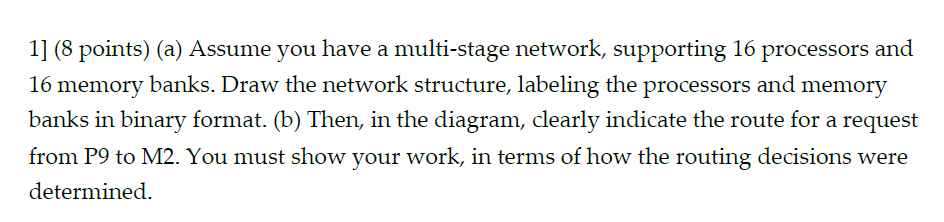 1] (8 points) (a) Assume you have a multi-stage network, supporting 16 processors and
16 memory banks. Draw the network structure, labeling the processors and memory
banks in binary format. (b) Then, in the diagram, clearly indicate the route for a request
from P9 to M2. You must show your work, in terms of how the routing decisions were
determined.